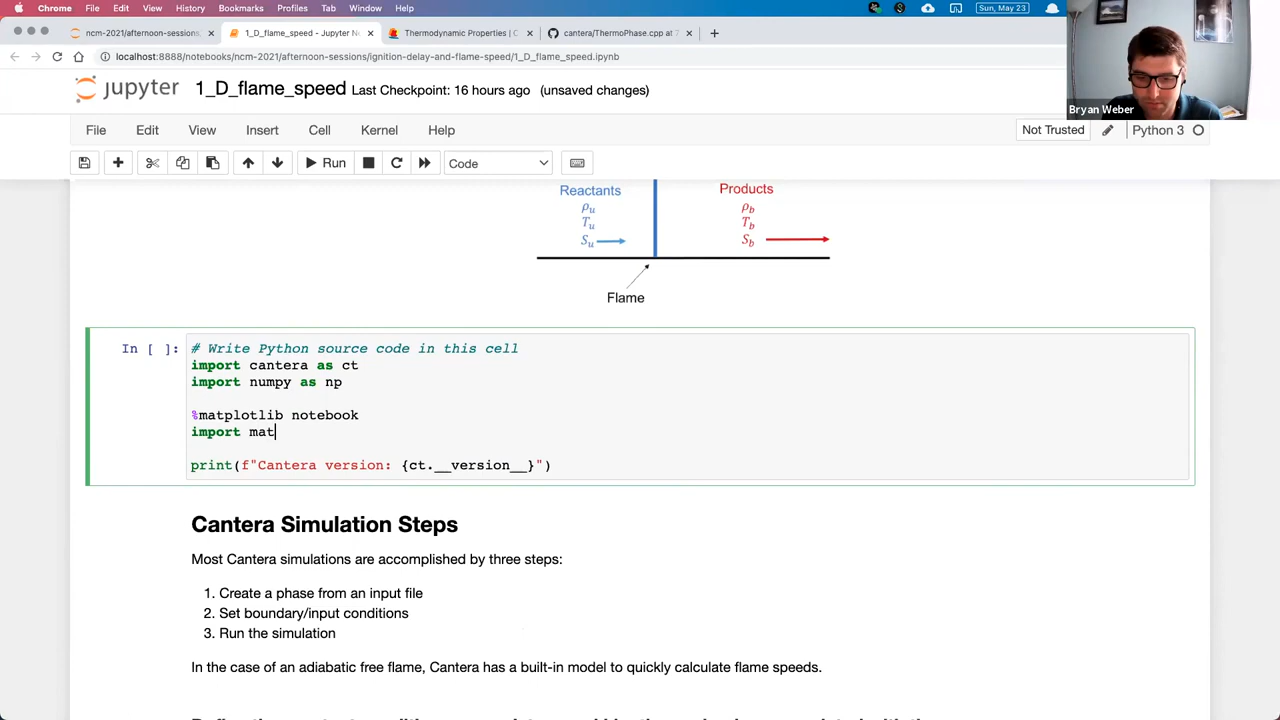 Chrome File Edit View History Bookmarks Profiles Tab Window Help Sun, May 23
ncm-2021/afternoon-sessions 1_D_flame_speed - Jupyter No Thermodynamic Properties | C cantera/ThermoPhase.cpp at 7
localhost:8888/notebooks/ncm-2021/afternoon-sessions/ignition-delay-and-flame-speed/1_D_flame_speed.ipynb
jupyter 1_D_flame_speed Last Checkpoint: 16 hours ago (unsaved changes)
Bryan Weber
File Edit View Insert Cell Kernel Help Not Trusted Python 3
Run Code
Reactants Products
ρu ρb
Tu Tb
Su Sb
Flame
In [ ]: # Write Python source code in this cell
import cantera as ct
import numpy as np
%matplotlib notebook
import mat
print(f"Cantera version: {ct.__version__}")
Cantera Simulation Steps
Most Cantera simulations are accomplished by three steps:
1. Create a phase from an input file
2. Set boundary/input conditions
3. Run the simulation
In the case of an adiabatic free flame, Cantera has a built-in model to quickly calculate flame speeds.